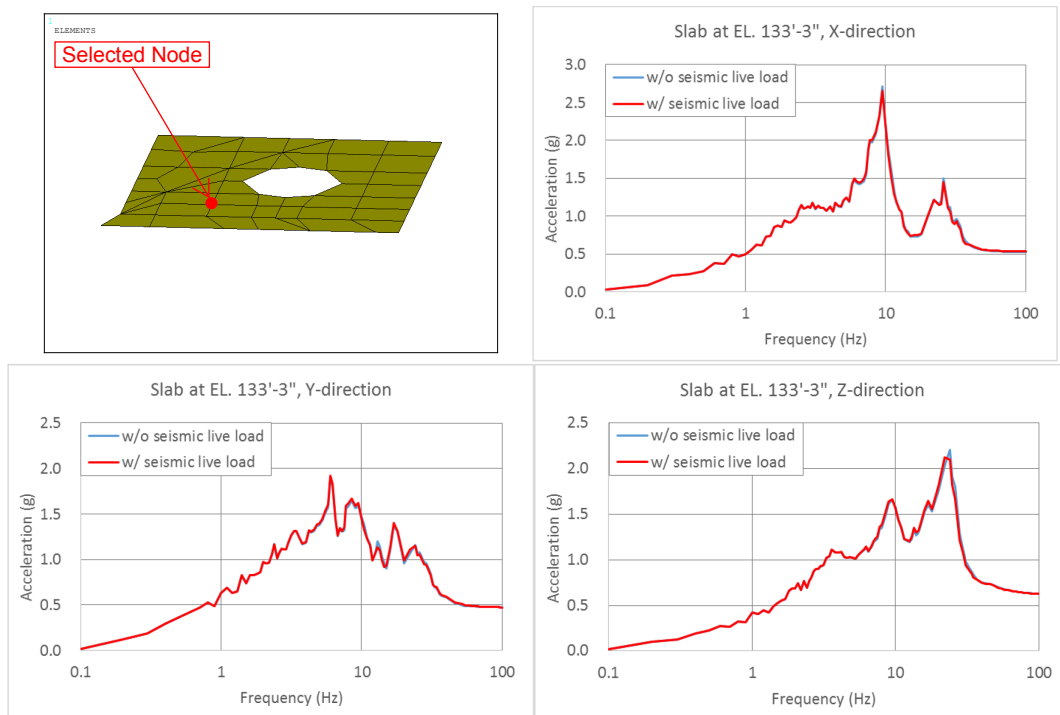 1
ELEMENTS
Selected Node
Slab at EL. 133'-3", X-direction
3.0
2.5
2.0
1.5
1.0
0.5
0.0
Acceleration (g)
w/o seismic live load
w/ seismic live load
0.1 1 10 100
Frequency (Hz)
Slab at EL. 133'-3", Y-direction
2.5
2.0
1.5
1.0
0.5
0.0
Acceleration (g)
w/o seismic live load
w/ seismic live load
0.1 1 10 100
Frequency (Hz)
Slab at EL. 133'-3", Z-direction
2.5
2.0
1.5
1.0
0.5
0.0
Acceleration (g)
w/o seismic live load
w/ seismic live load
0.1 1 10 100
Frequency (Hz)